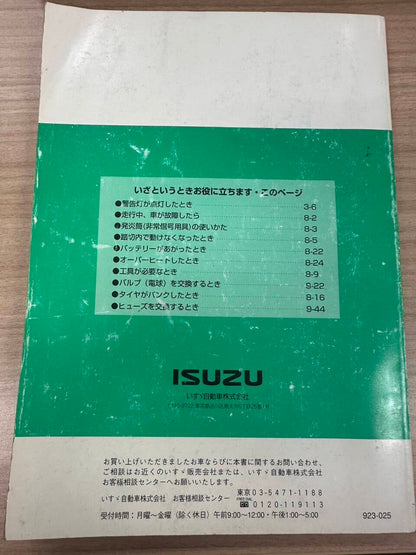 いざというときお役に立ちます・このページ
●警告灯が点灯したとき 3-6
●走行中、車が故障したら 8-2
●発炎筒(非常信号用具)の使いかた 8-3
●踏切内で動けなくなったとき 8-5
●バッテリーがあがったとき 8-22
●オーバーヒートしたとき 8-24
●工具が必要なとき 8-9
●バルブ（電球）を交換するとき 9-22
●タイヤがパンクしたとき 8-16
●ヒューズを交換するとき 9-44
ISUZU
いすゞ自動車株式会社
お買い上げいただきましたお車ならびに本書に関するお問い合わせ、
ご相談はお近くのいすゞ販売会社または、いすゞ自動車株式会社
お客様相談センターへお願いいたします。
いすゞ自動車株式会社 お客様相談センター 東京03-5471-1188
FREE DIAL 0120-119113
受付時間：月曜〜金曜（除く休日）午前9:00〜12:00・午後1:00〜5:00
923-025